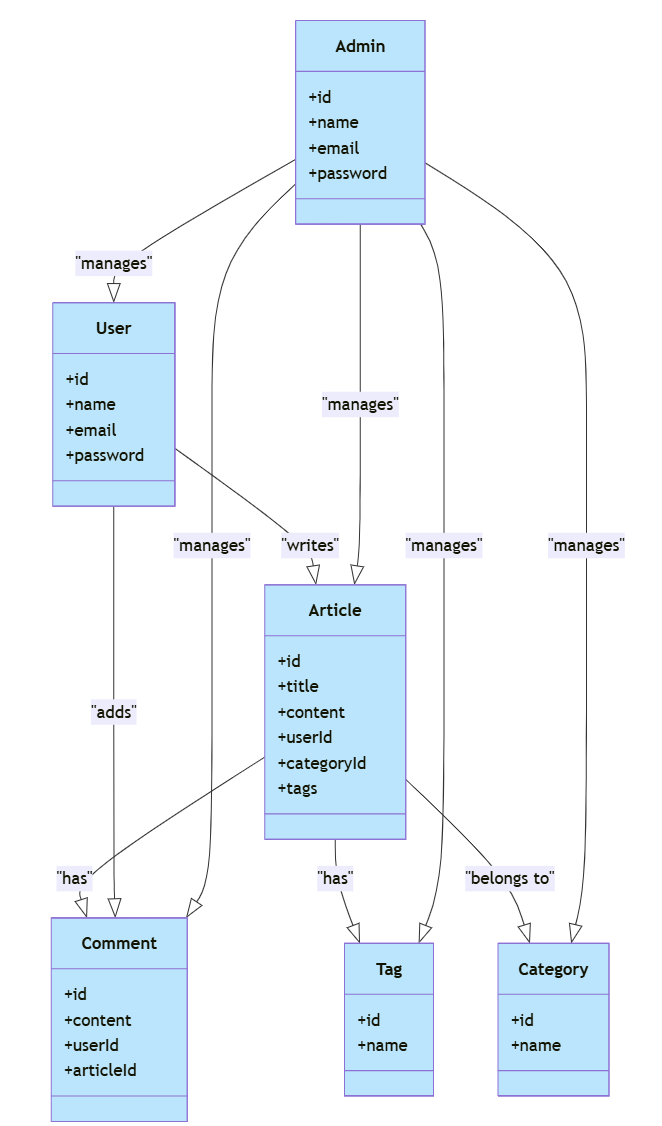 Admin
+id
+name
+email
+password
"manages"
User
+id
+name
+email
+password
"manages"
"manages"
"writes"
"manages"
"manages"
Article
+id
+title
+content
+userId
+categoryId
+tags
"adds"
"has"
"has"
"belongs to"
Comment
+id
+content
+userId
+articleId
Tag
+id
+name
Category
+id
+name